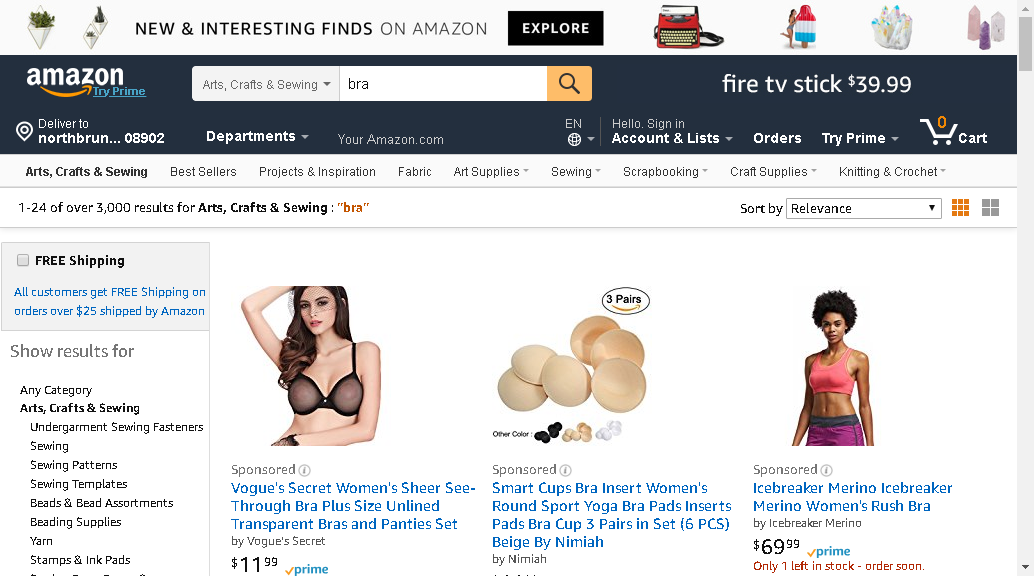 NEW & INTERESTING FINDS ON AMAZON
EXPLORE
amazon
Try Prime
Arts, Crafts & Sewing
bra
fire tv stick $39.99
Deliver to
northbrun... 08902
Departments
Your Amazon.com
EN
Hello. Sign in
Account & Lists
Orders
Try Prime
0
Cart
Arts, Crafts & Sewing
Best Sellers
Projects & Inspiration
Fabric
Art Supplies
Sewing
Scrapbooking
Craft Supplies
Knitting & Crochet
1-24 of over 3,000 results for Arts, Crafts & Sewing : "bra"
Sort by
Relevance
FREE Shipping
All customers get FREE Shipping on
orders over $25 shipped by Amazon
Show results for
Any Category
Arts, Crafts & Sewing
Undergarment Sewing Fasteners
Sewing
Sewing Patterns
Sewing Templates
Beads & Bead Assortments
Beading Supplies
Yarn
Stamps & Ink Pads
Sponsored
Vogue's Secret Women's Sheer See-
Through Bra Plus Size Unlined
Transparent Bras and Panties Set
by Vogue's Secret
$11 99
prime
3 Pairs
Other Color :
Sponsored
Smart Cups Bra Insert Women's
Round Sport Yoga Bra Pads Inserts
Pads Bra Cup 3 Pairs in Set (6 PCS)
Beige By Nimiah
by Nimiah
Sponsored
Icebreaker Merino Icebreaker
Merino Women's Rush Bra
by Icebreaker Merino
$69 99
prime
Only 1 left in stock - order soon.